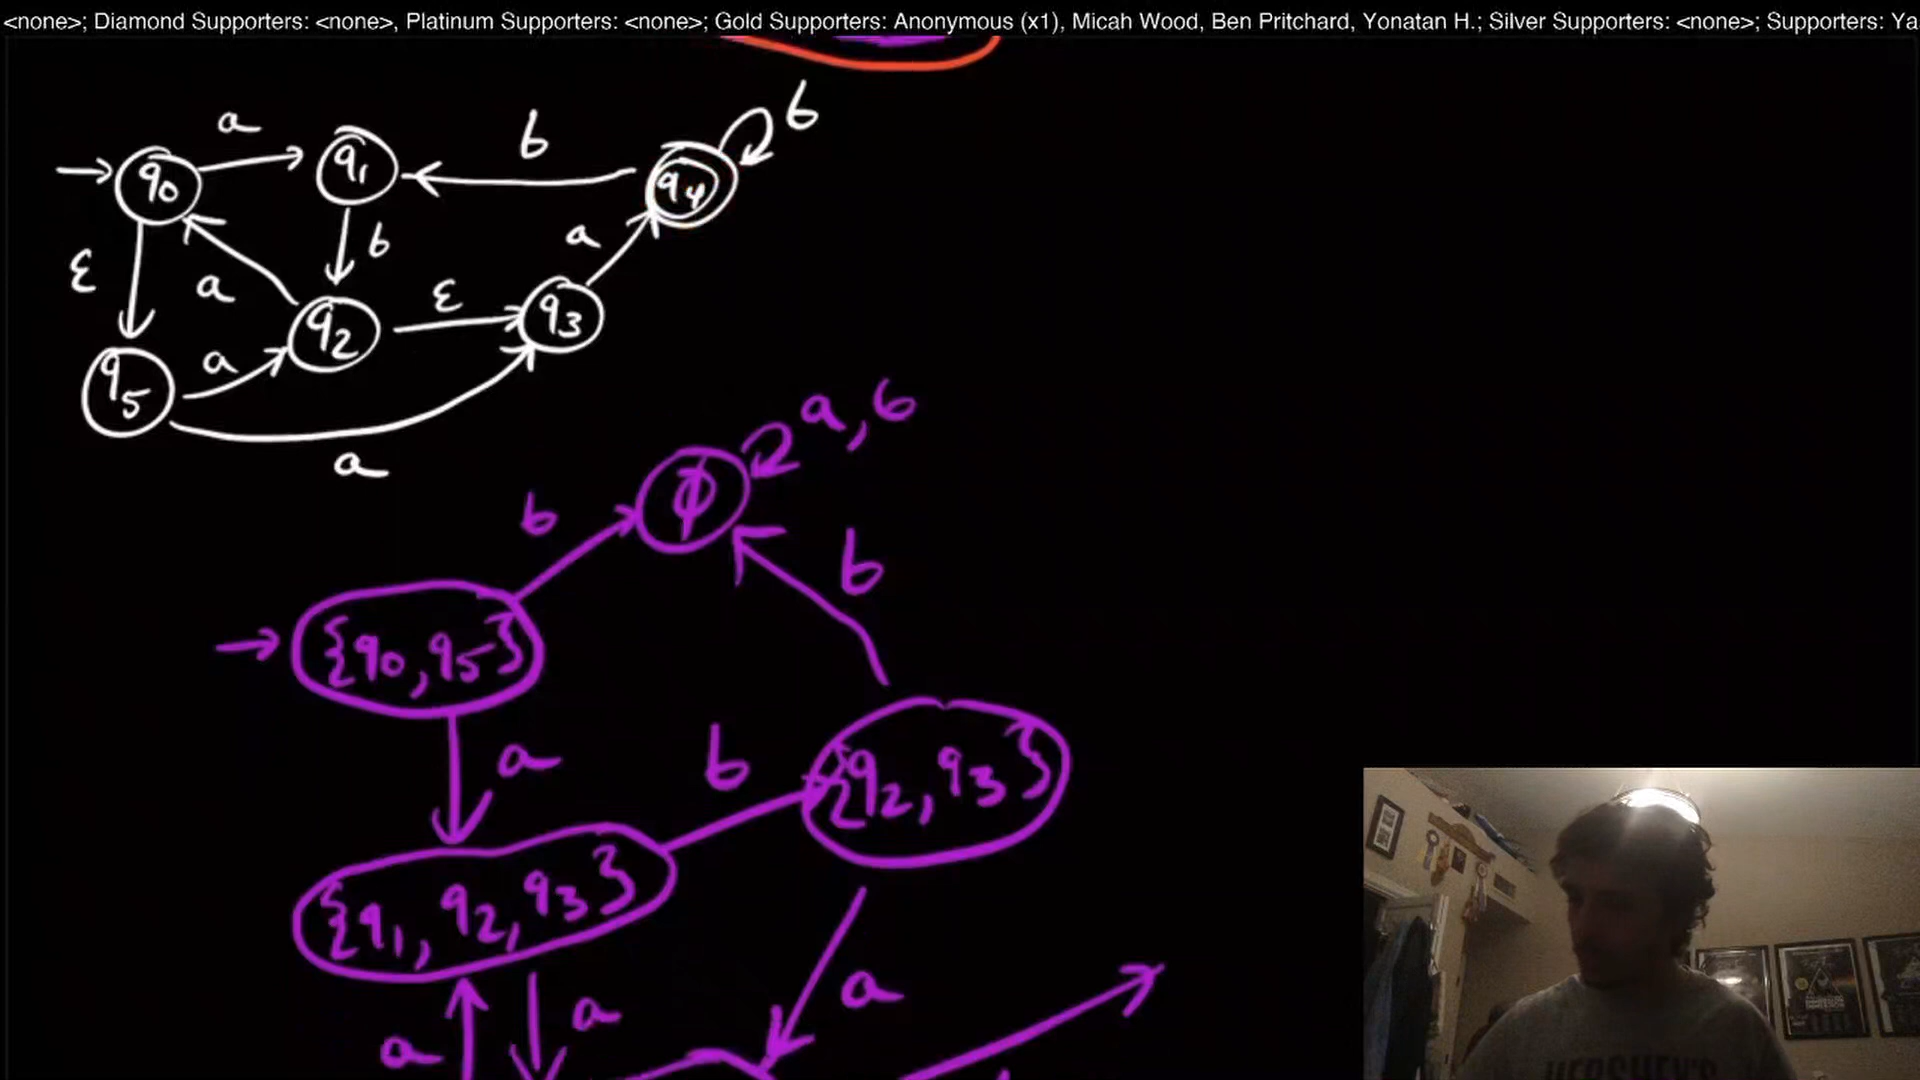 <none>; Diamond Supporters: <none>, Platinum Supporters: <none>; Gold Supporters: Anonymous (x1), Micah Wood, Ben Pritchard, Yonatan H.; Silver Supporters: <none>; Supporters: Ya
a
b
b
q0
q1
q4
ε
a
b
a
ε
q2
q3
q5
a
a
a, b
ϕ
b
b
{q0, q5}
a
b
{q2, q3}
{q1, q2, q3}
a
a
a
HERSHEY'S